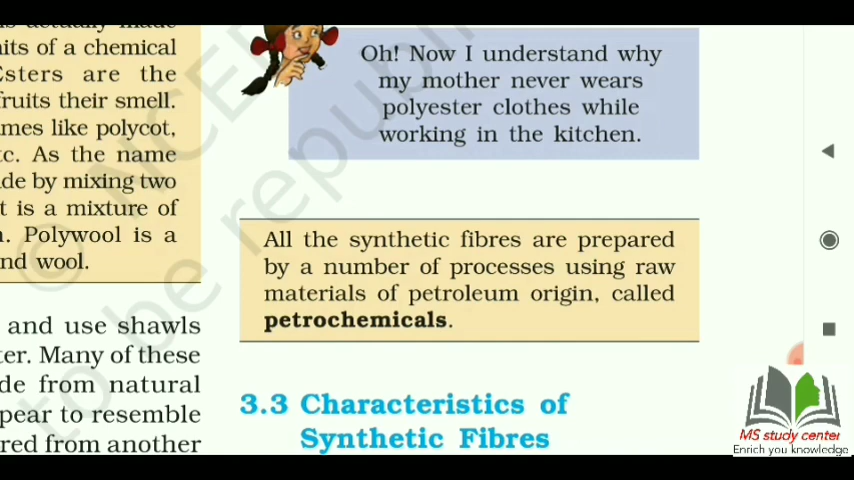 its of a chemical
Esters are the
fruits their smell.
mes like polycot,
tc. As the name
de by mixing two
t is a mixture of
Polywool is a
nd wool.
and use shawls
ter. Many of these
de from natural
pear to resemble
red from another
Oh! Now I understand why
my mother never wears
polyester clothes while
working in the kitchen.
All the synthetic fibres are prepared
by a number of processes using raw
materials of petroleum origin, called
petrochemicals.
3.3 Characteristics of
Synthetic Fibres
© NCERT
to be republi
MS study center
Enrich you knowledge